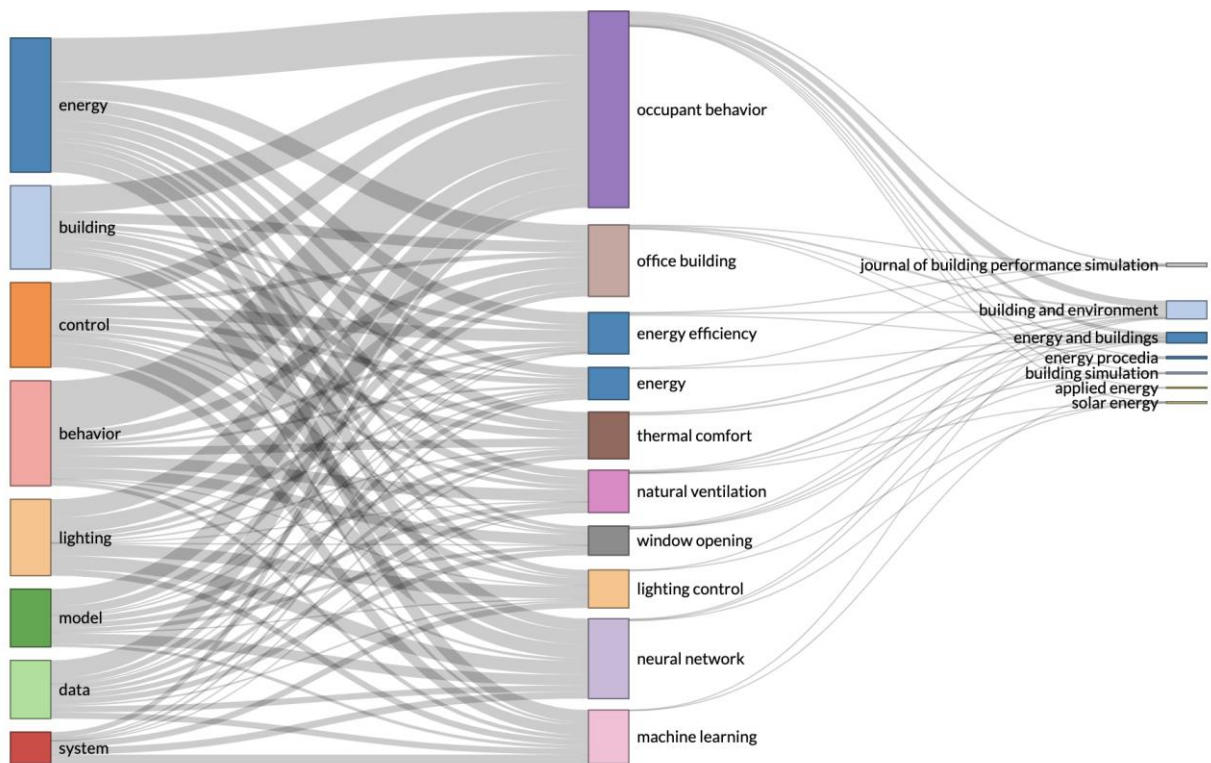 energy
building
control
behavior
lighting
model
data
system
occupant behavior
office building
energy efficiency
energy
thermal comfort
natural ventilation
window opening
lighting control
neural network
machine learning
journal of building performance simulation
building and environment
energy and buildings
energy procedia
building simulation
applied energy
solar energy